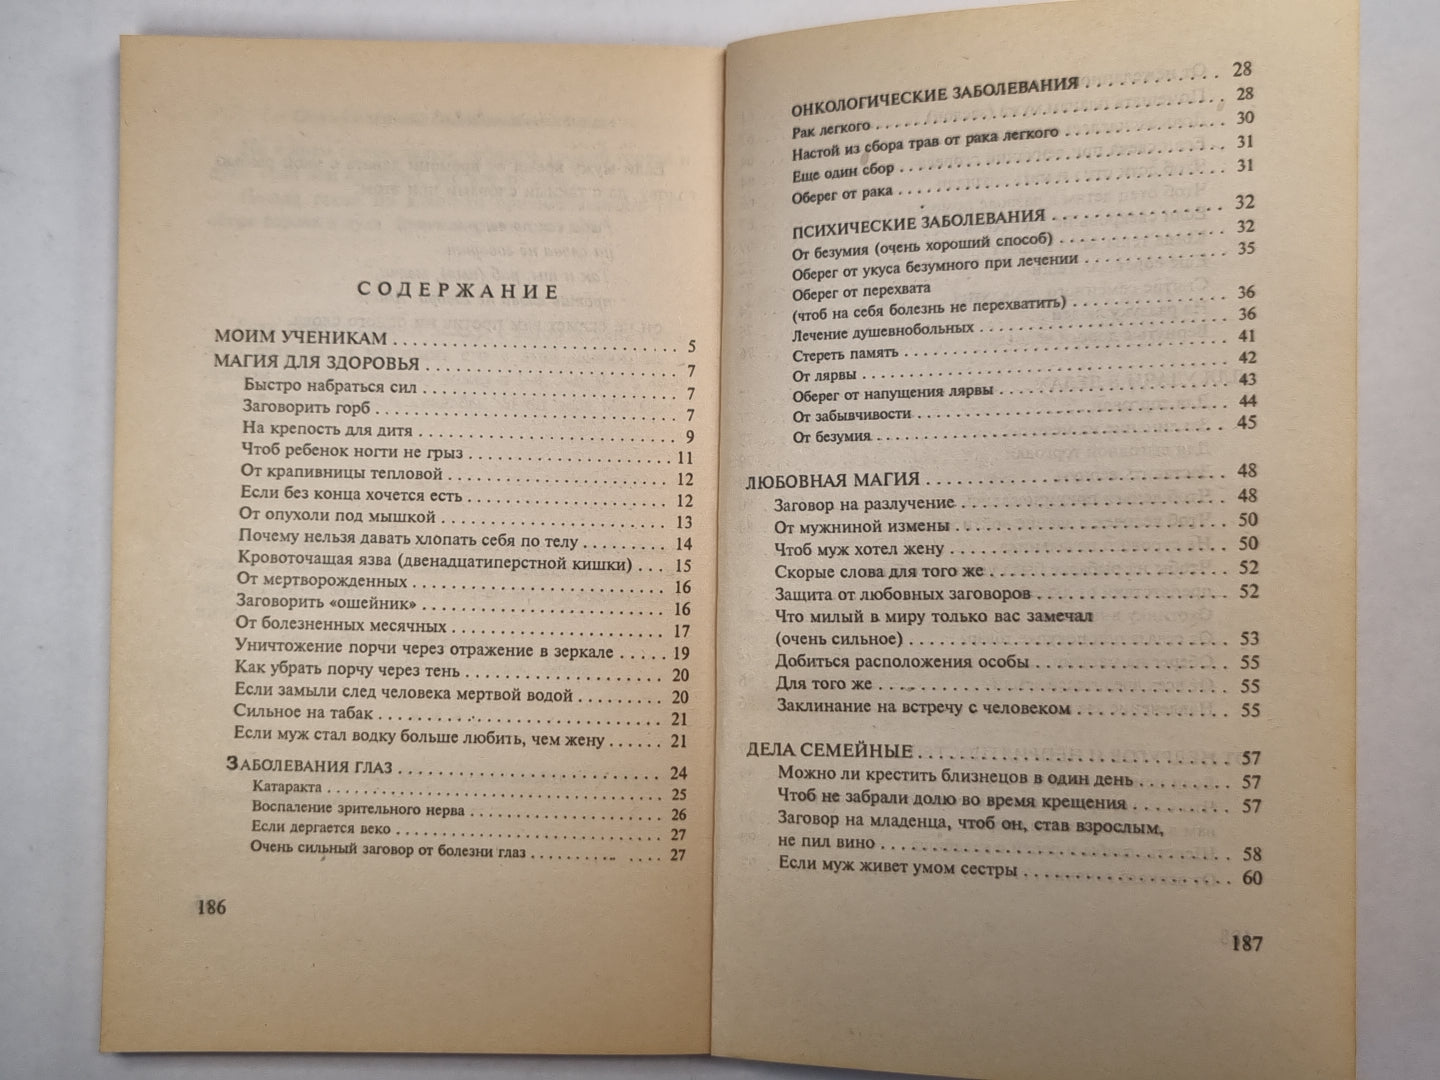 СОДЕРЖАНИЕ
МОИМ УЧЕНИКАМ . . . . . . . . . . . . . . . . . . . . . . 5
МАГИЯ ДЛЯ ЗДОРОВЬЯ . . . . . . . . . . . . . . . . . . . 7
Быстро набраться сил . . . . . . . . . . . . . . . . . . . . 7
Заговорить горб . . . . . . . . . . . . . . . . . . . . . . . 7
На крепость для дитя . . . . . . . . . . . . . . . . . . . . 9
Чтоб ребенок ногти не грыз . . . . . . . . . . . . . . . . 11
От крапивницы тепловой . . . . . . . . . . . . . . . . . . 12
Если без конца хочется есть . . . . . . . . . . . . . . . . 12
От опухоли под мышкой . . . . . . . . . . . . . . . . . . 13
Почему нельзя давать хлопать себя по телу . . . . . . . 14
Кровоточащая язва (двенадцатиперстной кишки) . . . 15
От мертворожденных . . . . . . . . . . . . . . . . . . . . 16
Заговорить «ошейник» . . . . . . . . . . . . . . . . . . . 16
От болезненных месячных . . . . . . . . . . . . . . . . . 17
Уничтожение порчи через отражение в зеркале . . . . . 19
Как убрать порчу через тень . . . . . . . . . . . . . . . . 20
Если замыли след человека мертвой водой . . . . . . . . 20
Сильное на табак . . . . . . . . . . . . . . . . . . . . . . 21
Если муж стал водку больше любить, чем жену . . . . . . 21
ЗАБОЛЕВАНИЯ ГЛАЗ . . . . . . . . . . . . . . . . . . . . 24
Катаракта . . . . . . . . . . . . . . . . . . . . . . . . . . 25
Воспаление зрительного нерва . . . . . . . . . . . . . . . 26
Если дергается веко . . . . . . . . . . . . . . . . . . . . . 27
Очень сильный заговор от болезни глаз . . . . . . . . . . 27
186
ОНКОЛОГИЧЕСКИЕ ЗАБОЛЕВАНИЯ . . . . . . . . . . . . 28
Рак легкого . . . . . . . . . . . . . . . . . . . . . . . . . 28
Настой из сбора трав от рака легкого . . . . . . . . . . . 30
Еще один сбор . . . . . . . . . . . . . . . . . . . . . . . . 31
Оберег от рака . . . . . . . . . . . . . . . . . . . . . . . . 31
ПСИХИЧЕСКИЕ ЗАБОЛЕВАНИЯ . . . . . . . . . . . . . . 32
От безумия (очень хороший способ) . . . . . . . . . . . . 32
Оберег от укуса безумного при лечении . . . . . . . . . . 35
Оберег от перехвата
(чтоб на себя болезнь не перехватить) . . . . . . . . . . . 36
Лечение душевнобольных . . . . . . . . . . . . . . . . . . 36
Стереть память . . . . . . . . . . . . . . . . . . . . . . . 41
От лярвы . . . . . . . . . . . . . . . . . . . . . . . . . . 42
Оберег от напущения лярвы . . . . . . . . . . . . . . . . 43
От забывчивости . . . . . . . . . . . . . . . . . . . . . . 44
От безумия . . . . . . . . . . . . . . . . . . . . . . . . . 45
ЛЮБОВНАЯ МАГИЯ . . . . . . . . . . . . . . . . . . . . . 48
Заговор на разлучение . . . . . . . . . . . . . . . . . . . 48
От мужниной измены . . . . . . . . . . . . . . . . . . . . 50
Чтоб муж хотел жену . . . . . . . . . . . . . . . . . . . . 50
Скорые слова для того же . . . . . . . . . . . . . . . . . 52
Защита от любовных заговоров . . . . . . . . . . . . . . 52
Что милый в миру только вас замечал
(очень сильное) . . . . . . . . . . . . . . . . . . . . . . . 53
Добиться расположения особы . . . . . . . . . . . . . . . 55
Для того же . . . . . . . . . . . . . . . . . . . . . . . . . 55
Заклинание на встречу с человеком . . . . . . . . . . . . 55
ДЕЛА СЕМЕЙНЫЕ . . . . . . . . . . . . . . . . . . . . . . 57
Можно ли крестить близнецов в один день . . . . . . . . 57
Чтоб не забрали долю во время крещения . . . . . . . . 57
Заговор на младенца, чтоб он, став взрослым,
не пил вино . . . . . . . . . . . . . . . . . . . . . . . . . 58
Если муж живет умом сестры . . . . . . . . . . . . . . . 60
187